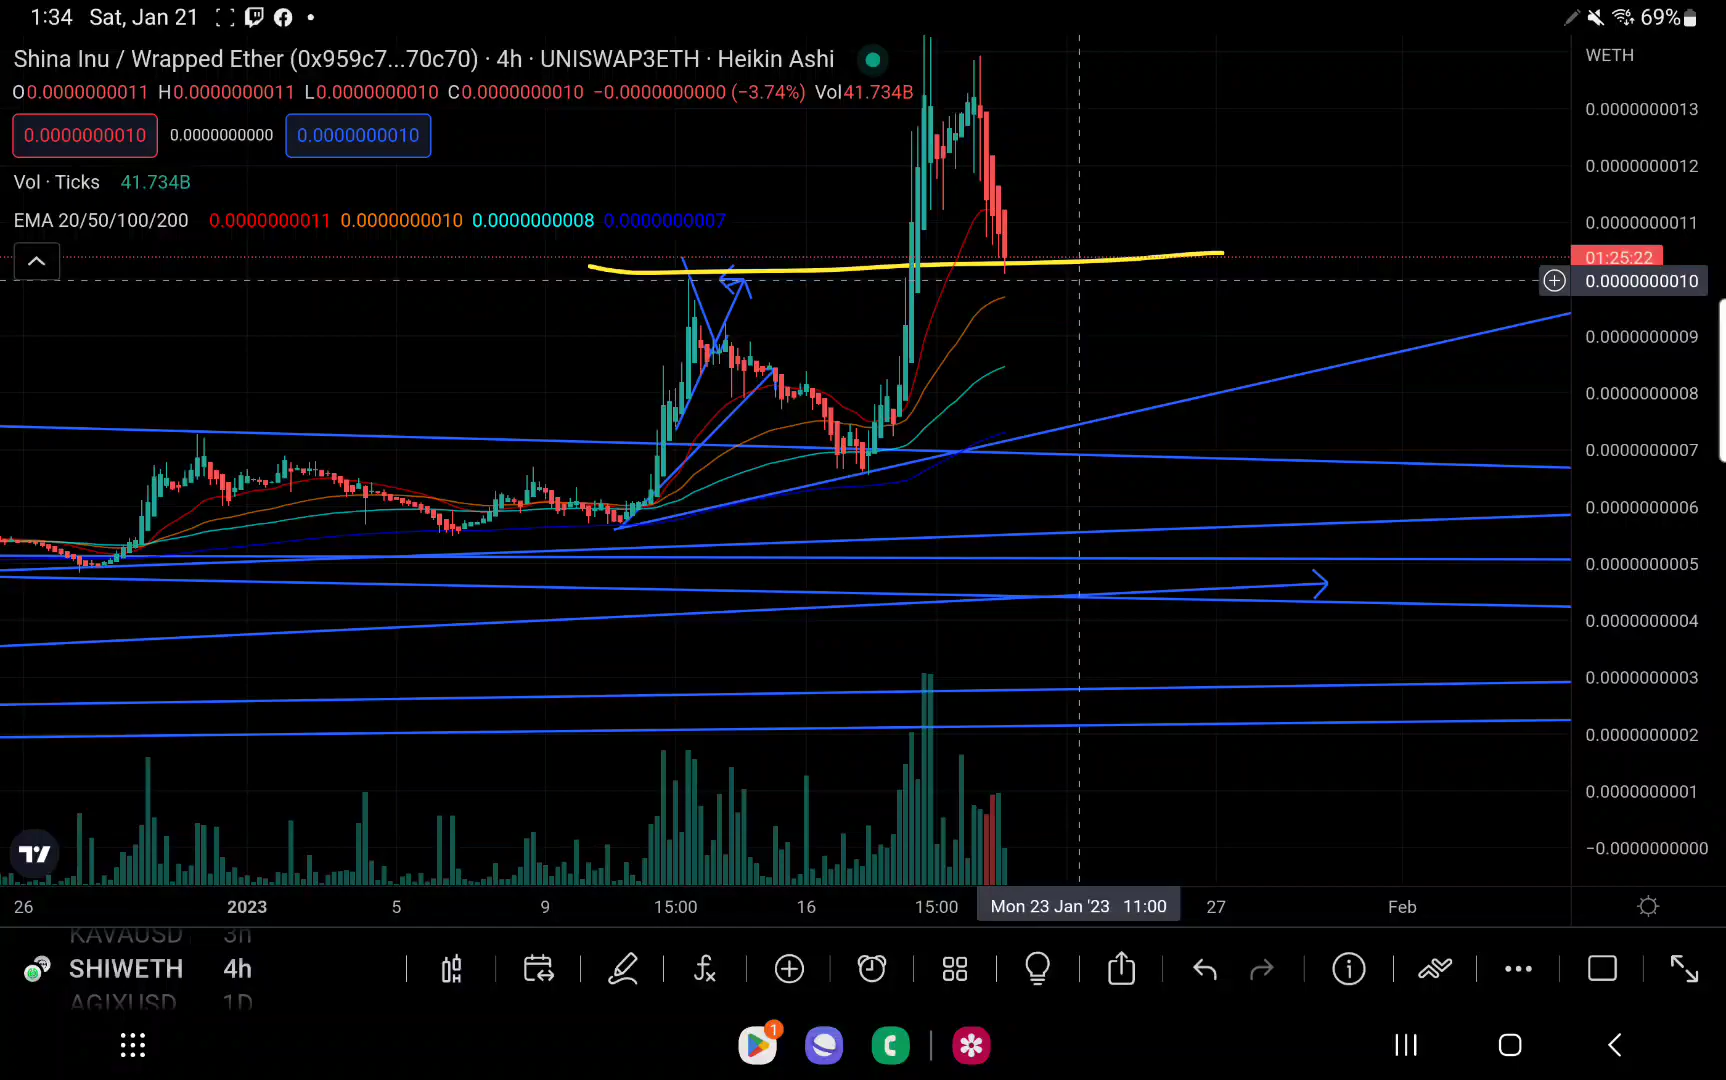 1:34 Sat, Jan 21 69%
Shina Inu / Wrapped Ether (0x959c7...70c70) · 4h · UNISWAP3ETH · Heikin Ashi
WETH
O0.0000000011 H0.0000000011 L0.0000000010 C0.0000000010 −0.0000000000 (−3.74%) Vol41.734B
0.0000000010 0.0000000000 0.0000000010
Vol · Ticks 41.734B
EMA 20/50/100/200 0.0000000011 0.0000000010 0.0000000008 0.0000000007
0.0000000013
0.0000000012
0.0000000011
01:25:22
0.0000000010
0.0000000009
0.0000000008
0.0000000007
0.0000000006
0.0000000005
0.0000000004
0.0000000003
0.0000000002
0.0000000001
−0.0000000000
26 2023 5 9 15:00 16 15:00 Mon 23 Jan '23 11:00 27 Feb
KAVAUSD 3h
SHIWETH 4h
AGIXUSD 1D
1